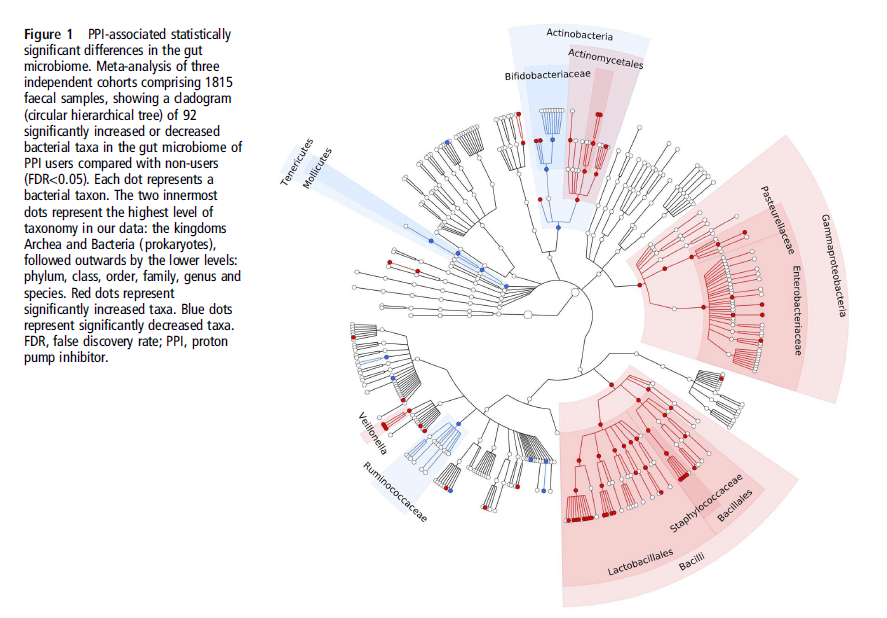 Figure 1 PPI-associated statistically
significant differences in the gut
microbiome. Meta-analysis of three
independent cohorts comprising 1815
faecal samples, showing a cladogram
(circular hierarchical tree) of 92
significantly increased or decreased
bacterial taxa in the gut microbiome of
PPI users compared with non-users
(FDR<0.05). Each dot represents a
bacterial taxon. The two innermost
dots represent the highest level of
taxonomy in our data: the kingdoms
Archea and Bacteria (prokaryotes),
followed outwards by the lower levels:
phylum, class, order, family, genus and
species. Red dots represent
significantly increased taxa. Blue dots
represent significantly decreased taxa.
FDR, false discovery rate; PPI, proton
pump inhibitor.
Actinobacteria
Actinomycetales
Bifidobacteriaceae
Tenericutes
Mollicutes
Pasteurellaceae
Gammaproteobacteria
Enterobacteriaceae
Veillonella
Ruminococcaceae
Staphylococcaceae
Bacillales
Lactobacillales
Bacilli